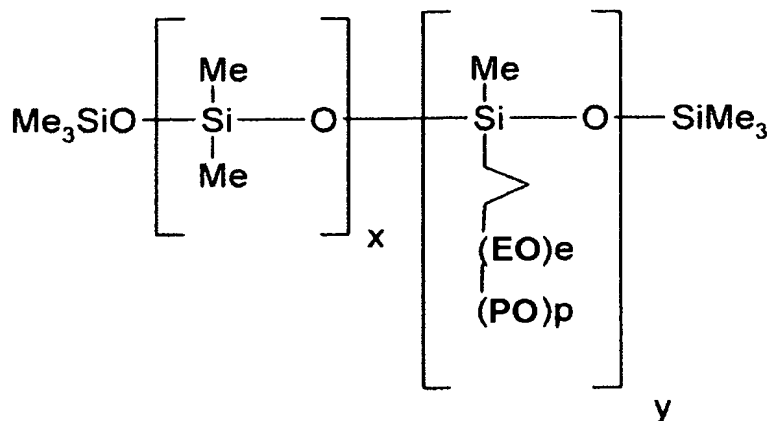 Me Me
Me₃SiO Si O Si O SiMe₃
Me
x
(EO)e
(PO)p
y